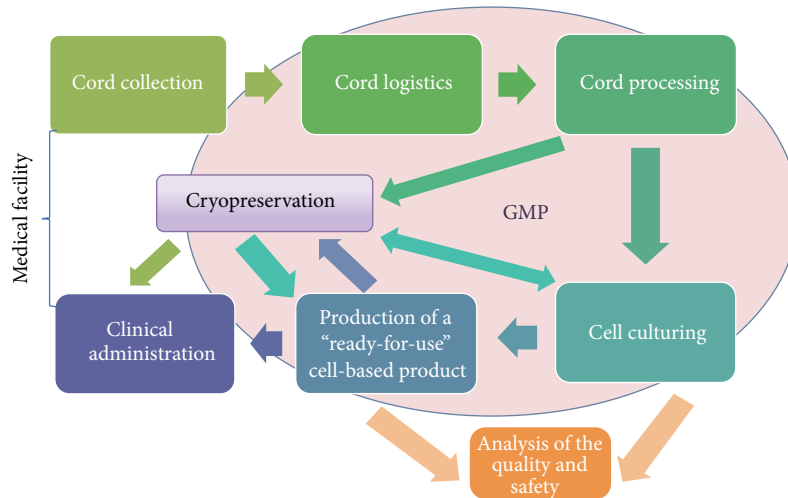 Cord collection
Cord logistics
Cord processing
Medical facility
Cryopreservation
GMP
Clinical
administration
Production of a
“ready-for-use”
cell-based product
Cell culturing
Analysis of the
quality and
safety